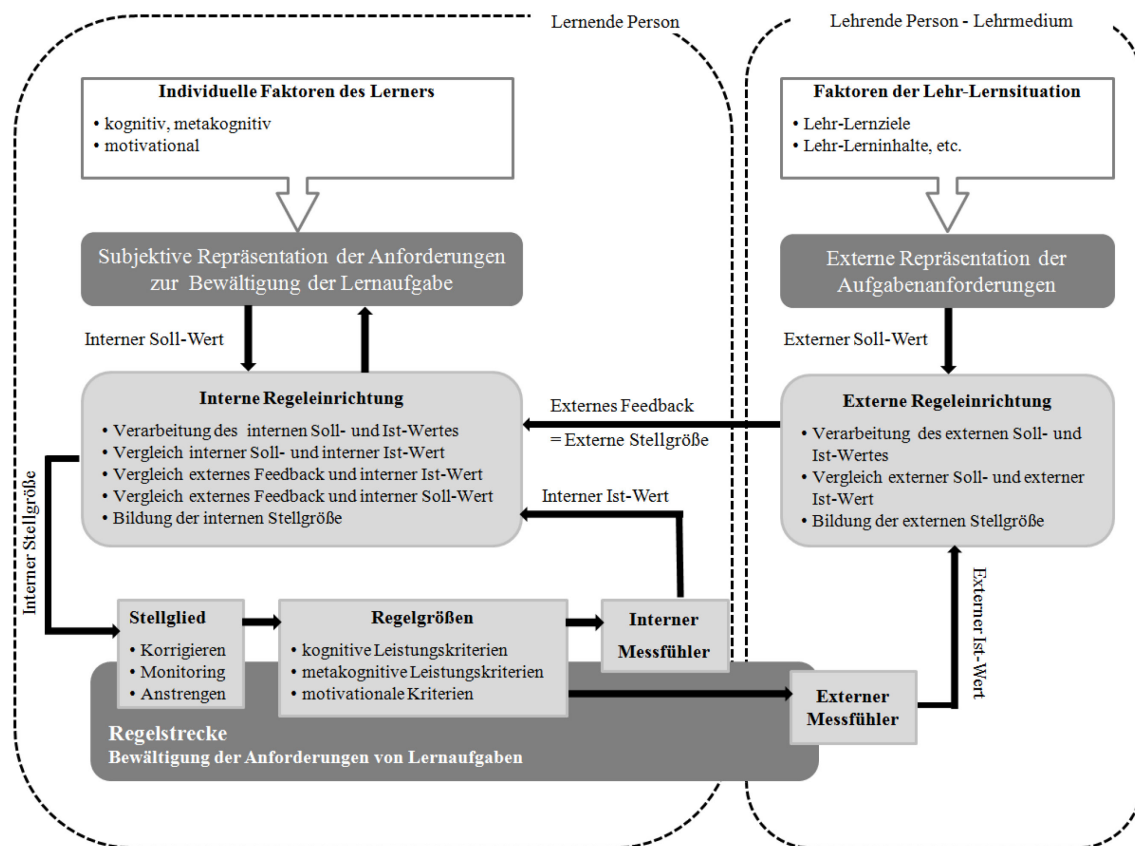 Lernende Person
Lehrende Person - Lehrmedium
Individuelle Faktoren des Lerners
• kognitiv, metakognitiv
• motivational
Faktoren der Lehr-Lernsituation
• Lehr-Lernziele
• Lehr-Lerninhalte, etc.
Subjektive Repräsentation der Anforderungen
zur Bewältigung der Lernaufgabe
Externe Repräsentation der
Aufgabenanforderungen
Interner Soll-Wert
Externer Soll-Wert
Interne Regeleinrichtung
• Verarbeitung des internen Soll- und Ist-Wertes
• Vergleich interner Soll- und interner Ist-Wert
• Vergleich externes Feedback und interner Ist-Wert
• Vergleich externes Feedback und interner Soll-Wert
• Bildung der internen Stellgröße
Externes Feedback
= Externe Stellgröße
Interner Ist-Wert
Externe Regeleinrichtung
• Verarbeitung des externen Soll- und
Ist-Wertes
• Vergleich externer Soll- und externer
Ist-Wert
• Bildung der externen Stellgröße
Interner Stellgröße
Externer Ist-Wert
Stellglied
• Korrigieren
• Monitoring
• Anstrengen
Regelgrößen
• kognitive Leistungskriterien
• metakognitive Leistungskriterien
• motivationale Kriterien
Interner
Messfühler
Externer
Messfühler
Regelstrecke
Bewältigung der Anforderungen von Lernaufgaben